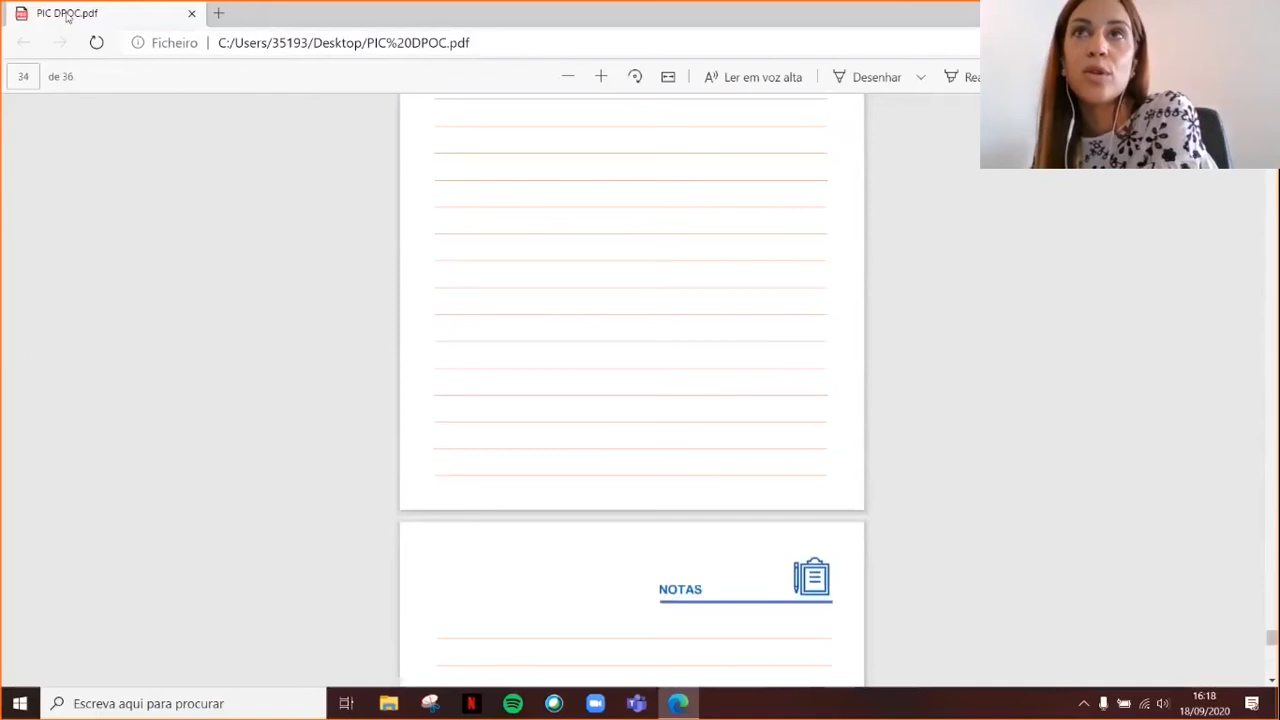 PIC DPOC.pdf
Ficheiro
C:/Users/35193/Desktop/PIC%20DPOC.pdf
34 de 36
Ler em voz alta
Desenhar
Rea
NOTAS
Escreva aqui para procurar
16:18
18/09/2020